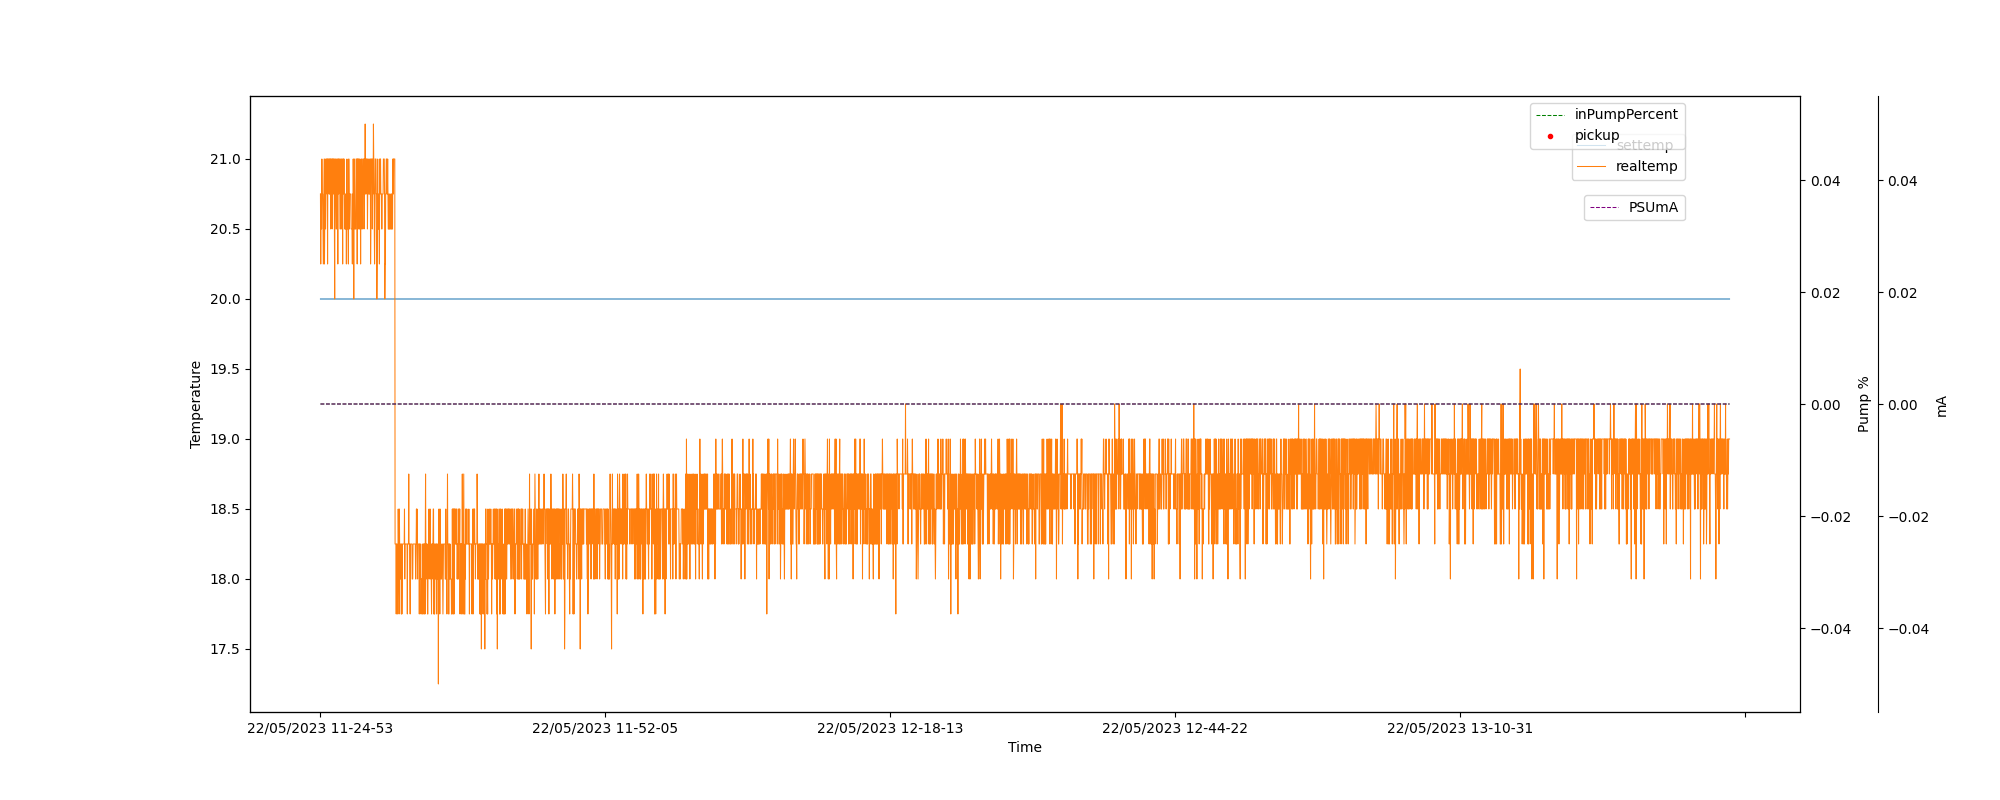 inPumpPercent
pickup
settemp
realtemp
PSUmA
21.0
20.5
20.0
19.5
19.0
18.5
18.0
17.5
Temperature
0.04
0.02
0.00
−0.02
−0.04
Pump %
0.04
0.02
0.00
−0.02
−0.04
mA
22/05/2023 11-24-53
22/05/2023 11-52-05
22/05/2023 12-18-13
22/05/2023 12-44-22
22/05/2023 13-10-31
Time